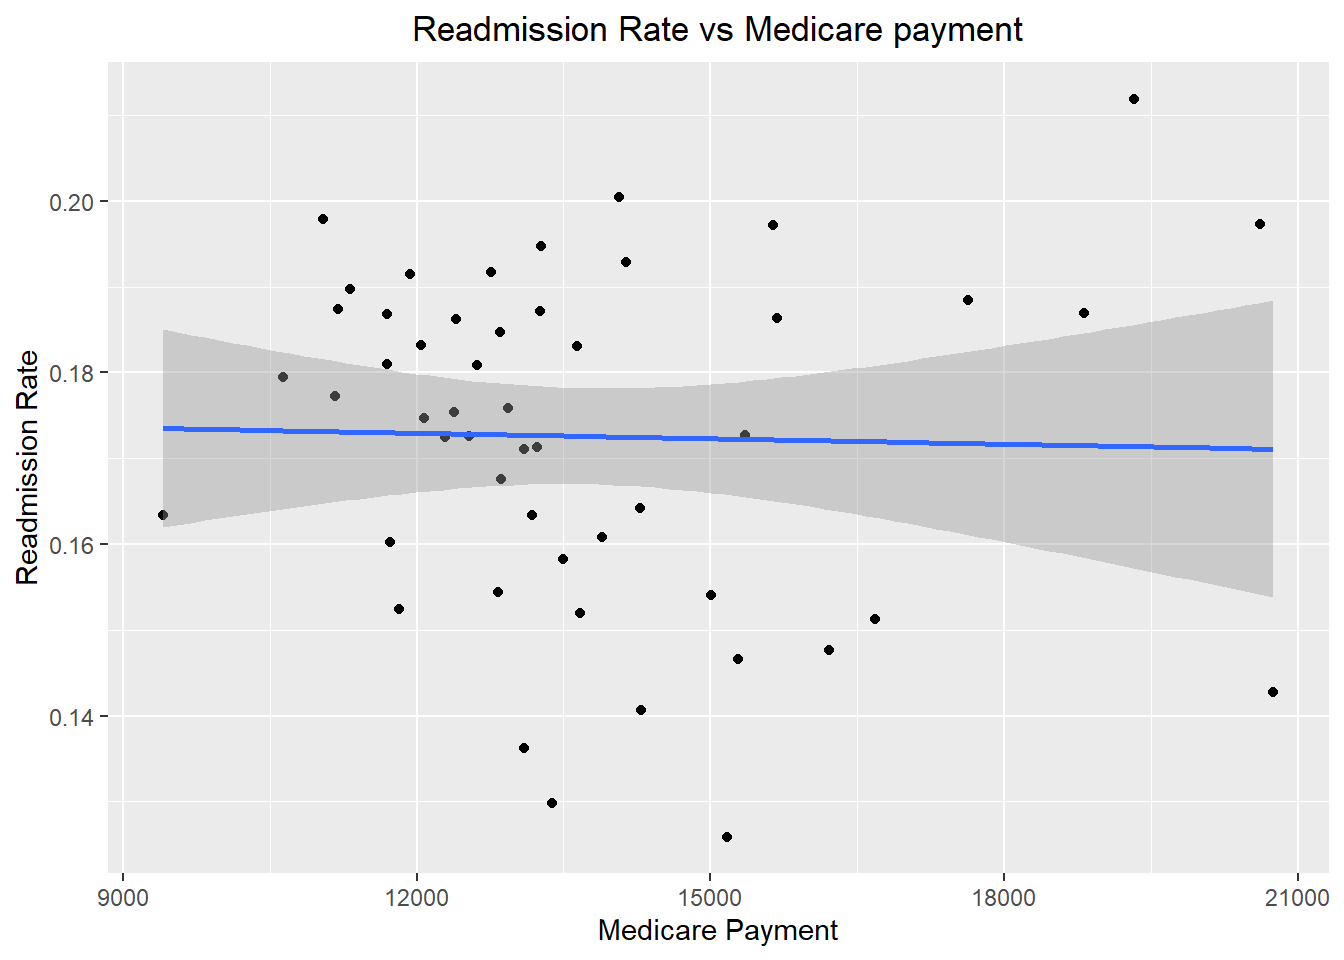 Readmission Rate vs Medicare payment
Readmission Rate
0.20
0.18
0.16
0.14
9000 12000 15000 18000 21000
Medicare Payment